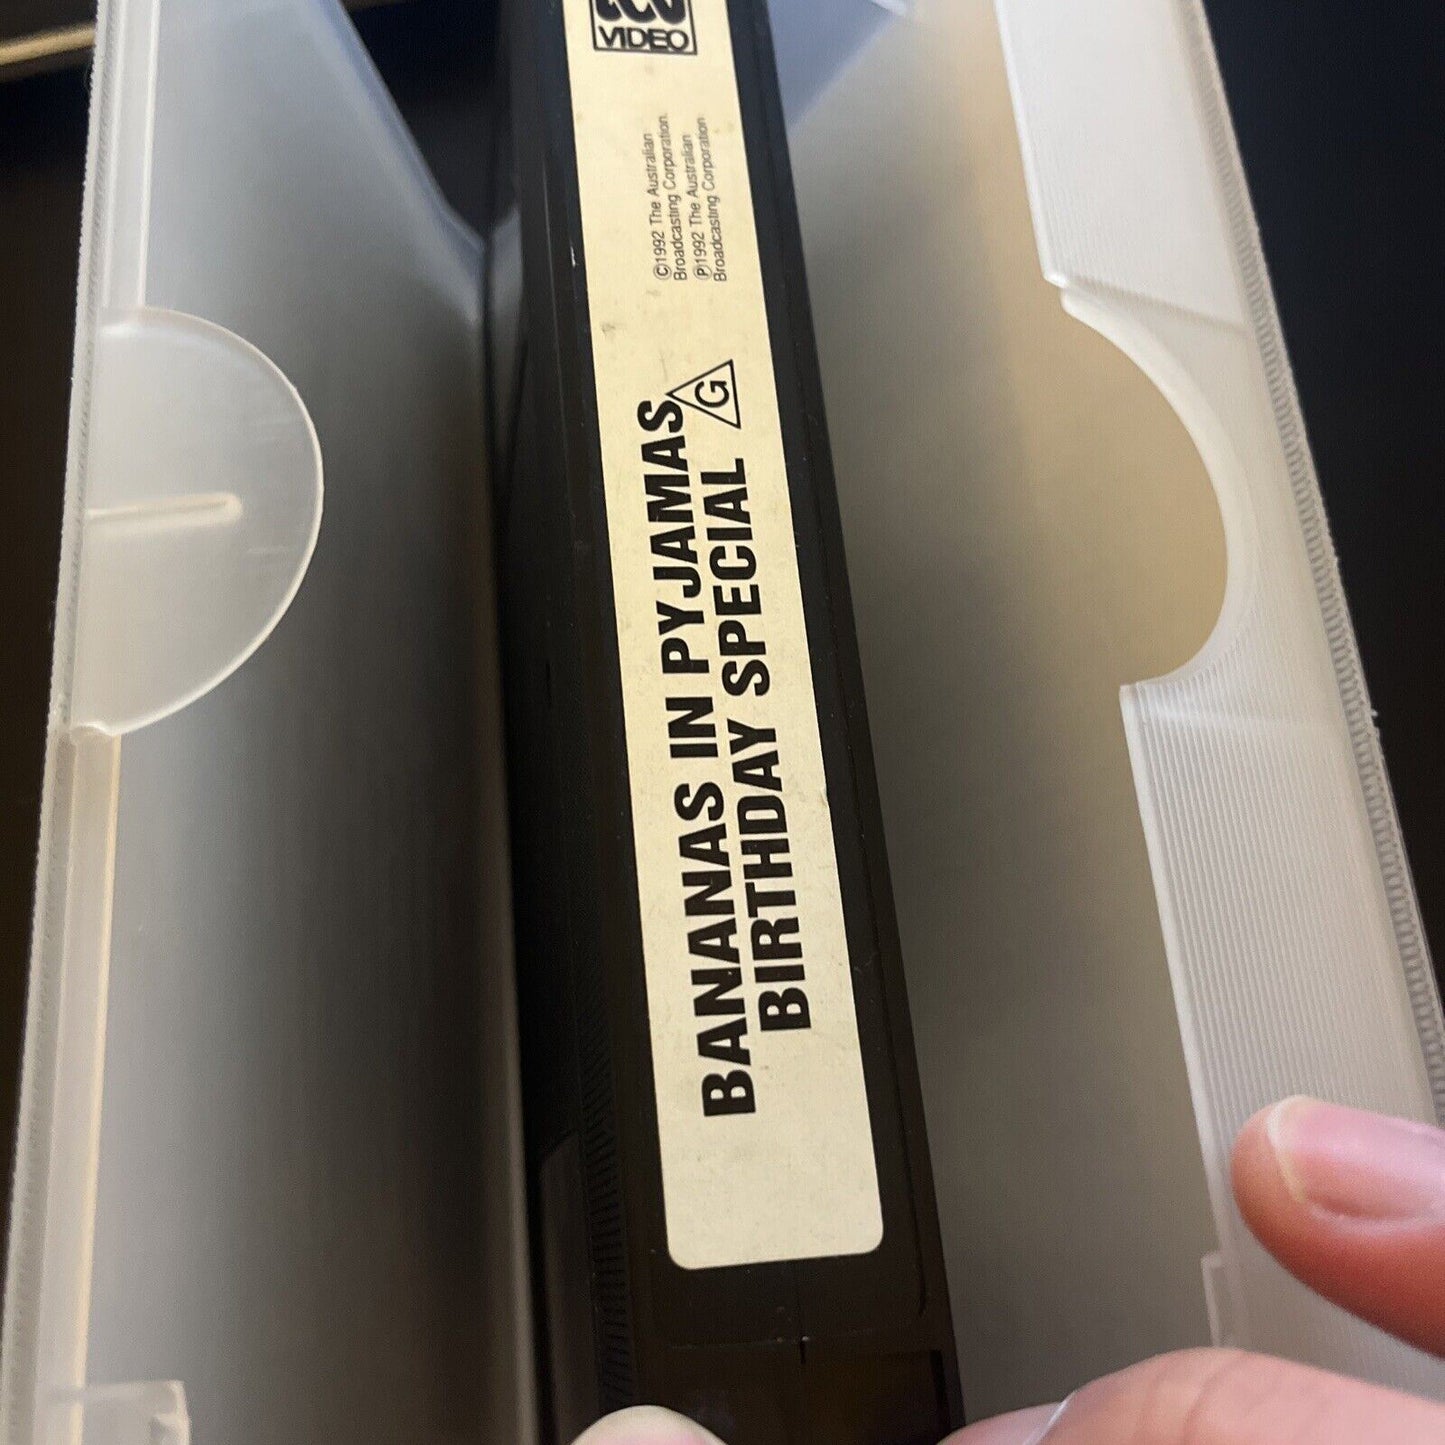 BANANAS IN PYJAMAS
BIRTHDAY SPECIAL
G
©1992 The Australian
Broadcasting Corporation.
℗1992 The Australian
Broadcasting Corporation
VIDEO